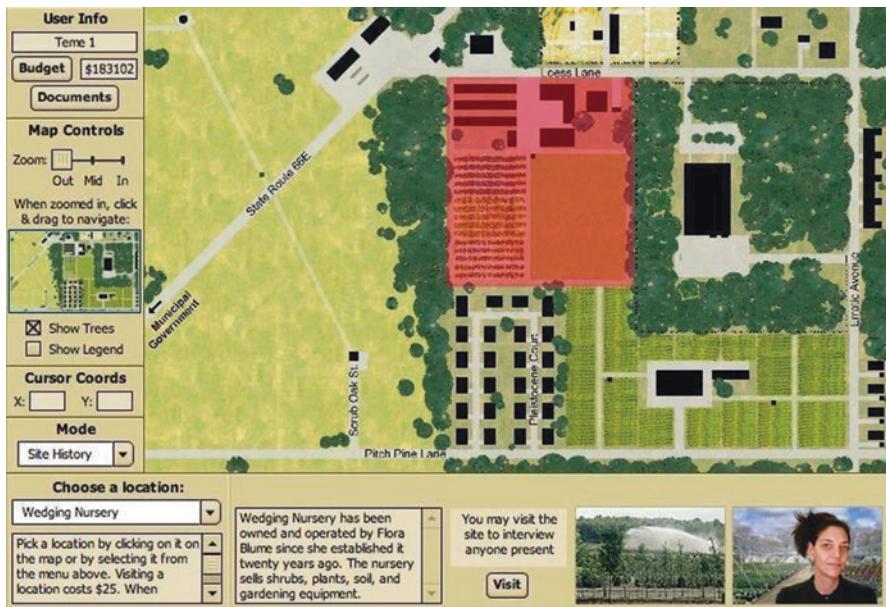 User Info
Teme 1
Budget $183102
Documents
Map Controls
Zoom:
Out Mid In
When zoomed in, click
& drag to navigate:
Show Trees
Show Legend
Cursor Coords
X: Y:
Mode
Site History
Loess Lane
State Route 66E
Municipal
Government
Scrub Oak St.
Pleistocene Court
Erratic Avenue
Pitch Pine Lane
Choose a location:
Wedging Nursery
Pick a location by clicking on it on
the map or by selecting it from
the menu above. Visiting a
location costs $25. When
Wedging Nursery has been
owned and operated by Flora
Blume since she established it
twenty years ago. The nursery
sells shrubs, plants, soil, and
gardening equipment.
You may visit the
site to interview
anyone present
Visit